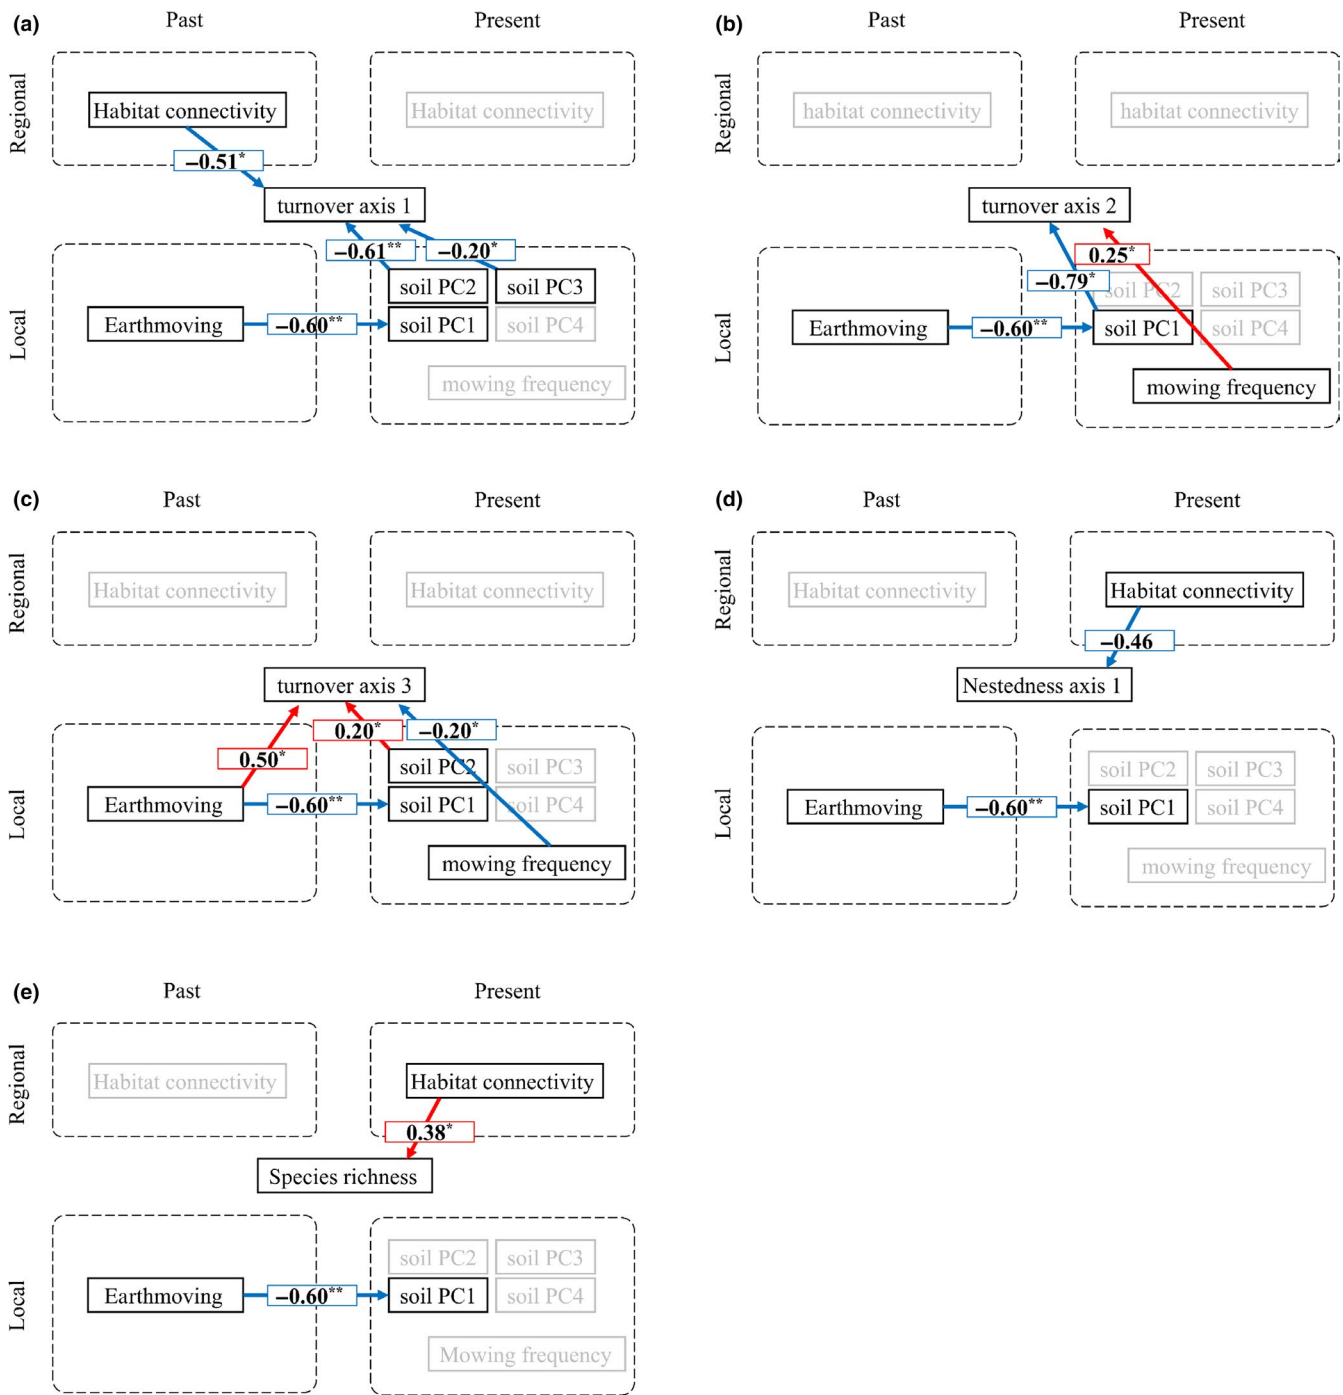 (a)
Past
Present
Regional
Habitat connectivity
Habitat connectivity
−0.51*
turnover axis 1
−0.61**
−0.20*
Local
soil PC2
soil PC3
Earthmoving
−0.60**
soil PC1
soil PC4
mowing frequency
(b)
Past
Present
Regional
habitat connectivity
habitat connectivity
turnover axis 2
0.25*
−0.79*
Local
soil PC2
soil PC3
Earthmoving
−0.60**
soil PC1
soil PC4
mowing frequency
(c)
Past
Present
Regional
Habitat connectivity
Habitat connectivity
turnover axis 3
0.50*
0.20*
−0.20*
Local
soil PC2
soil PC3
Earthmoving
−0.60**
soil PC1
soil PC4
mowing frequency
(d)
Past
Present
Regional
Habitat connectivity
Habitat connectivity
−0.46
Nestedness axis 1
Local
soil PC2
soil PC3
Earthmoving
−0.60**
soil PC1
soil PC4
mowing frequency
(e)
Past
Present
Regional
Habitat connectivity
Habitat connectivity
0.38*
Species richness
Local
soil PC2
soil PC3
Earthmoving
−0.60**
soil PC1
soil PC4
Mowing frequency